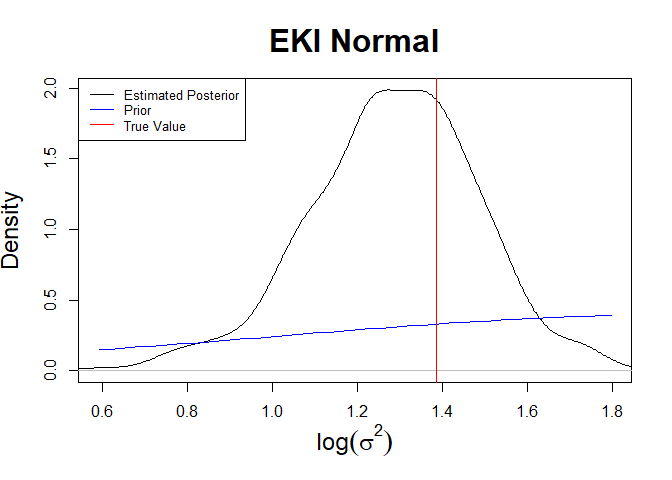 EKI Normal
Estimated Posterior
Prior
True Value
Density
0.0
0.5
1.0
1.5
2.0
0.6 0.8 1.0 1.2 1.4 1.6 1.8
log(σ²)